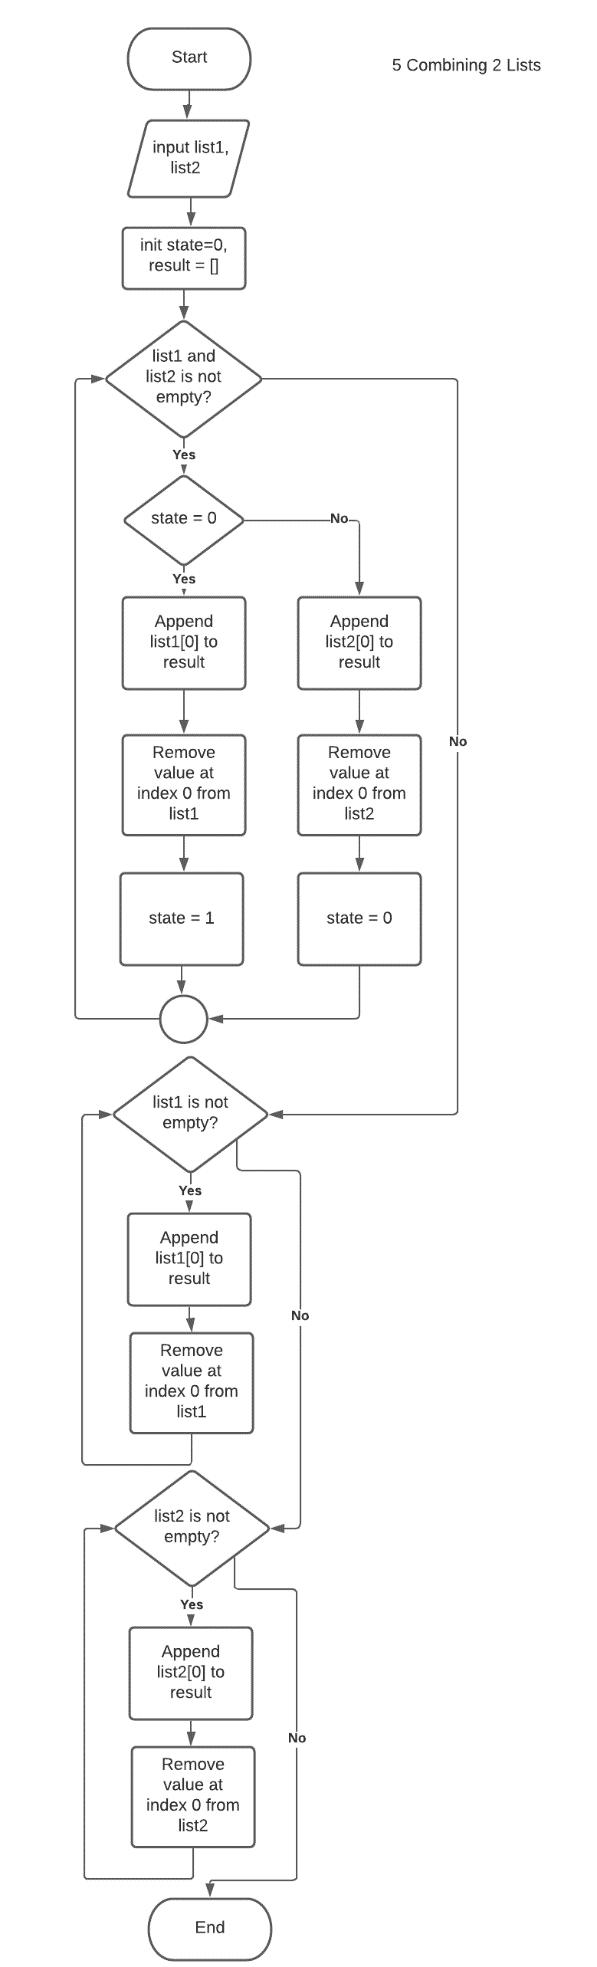 Start
5 Combining 2 Lists
input list1,
list2
init state=0,
result = []
list1 and
list2 is not
empty?
Yes
state = 0
No
Yes
Append
list1[0] to
result
Append
list2[0] to
result
Remove
value at
index 0 from
list1
Remove
value at
index 0 from
list2
No
state = 1
state = 0
list1 is not
empty?
Yes
Append
list1[0] to
result
No
Remove
value at
index 0 from
list1
list2 is not
empty?
Yes
Append
list2[0] to
result
No
Remove
value at
index 0 from
list2
End